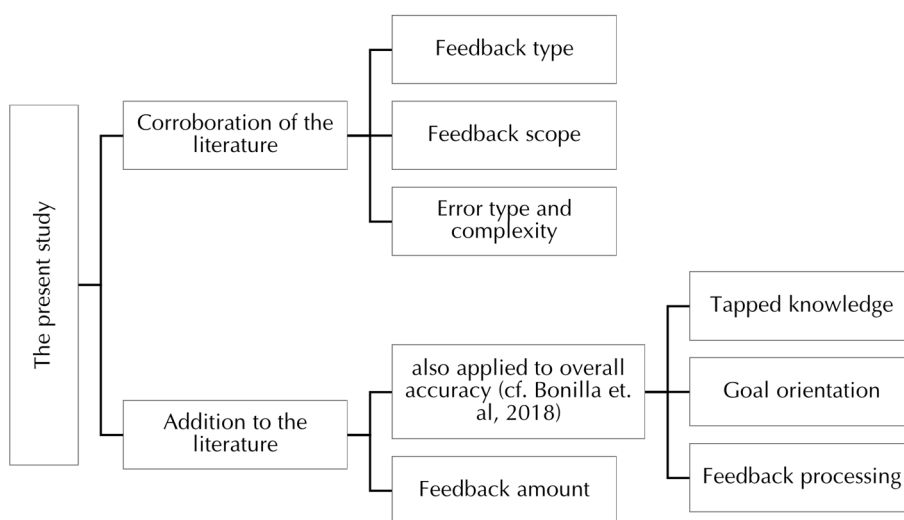 The present study
Corroboration of the
literature
Feedback type
Feedback scope
Error type and
complexity
Addition to the
literature
also applied to overall
accuracy (cf. Bonilla et.
al, 2018)
Feedback amount
Tapped knowledge
Goal orientation
Feedback processing